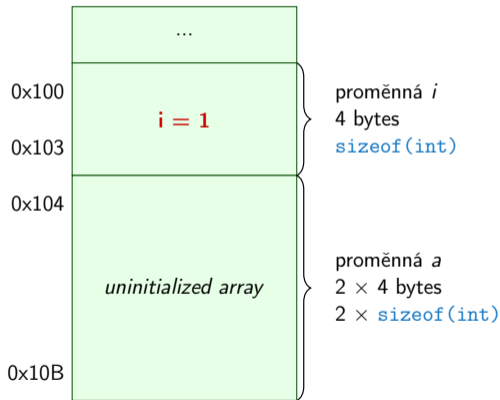 ...
0x100
i = 1
0x103
proměnná i
4 bytes
sizeof(int)
0x104
uninitialized array
0x10B
proměnná a
2 × 4 bytes
2 × sizeof(int)